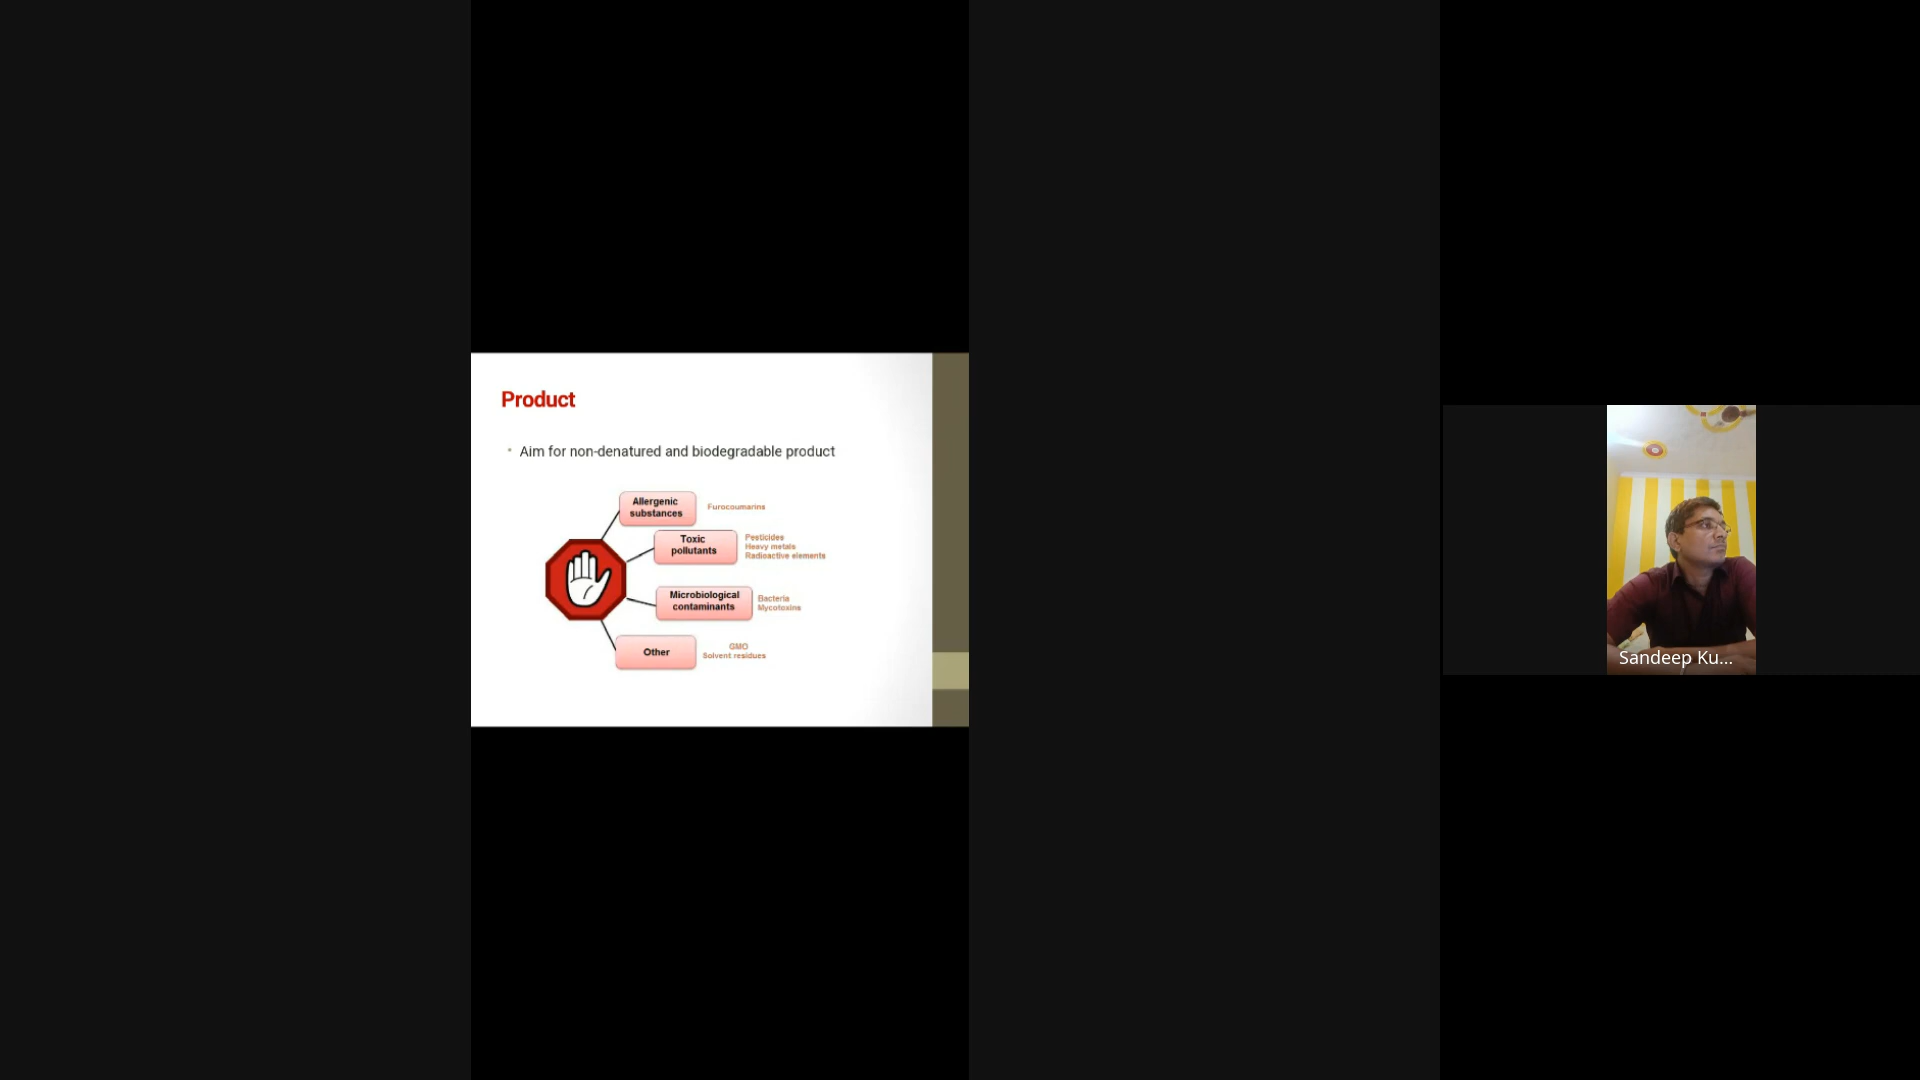 Product
• Aim for non-denatured and biodegradable product
Allergenic
substances
Furocoumarins
Toxic
pollutants
Pesticides
Heavy metals
Radioactive elements
Microbiological
contaminants
Bacteria
Mycotoxins
Other
GMO
Solvent residues
Sandeep Ku...